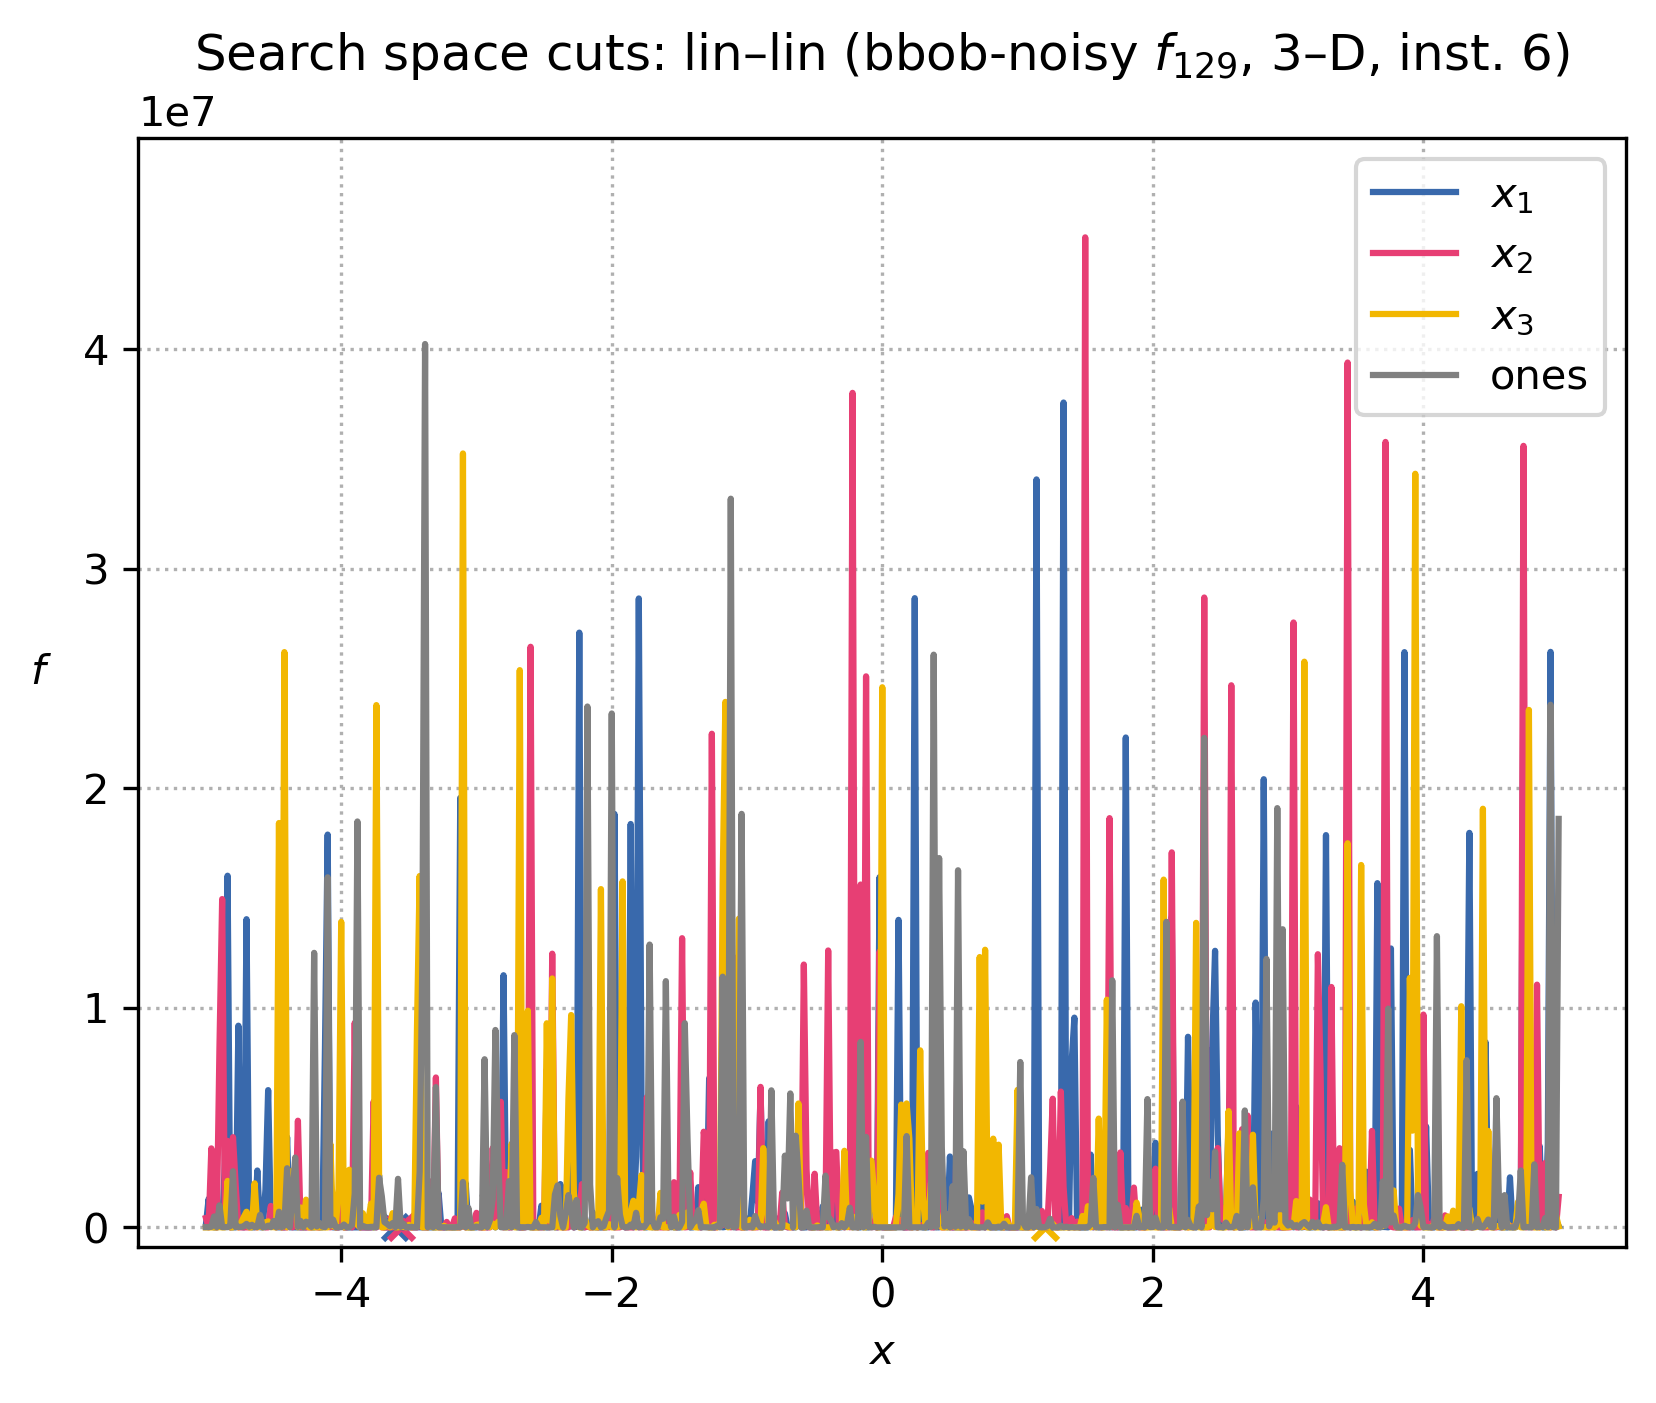 Search space cuts: lin–lin (bbob-noisy f₁₂₉, 3–D, inst. 6)
1e7
x₁
x₂
x₃
ones
4
3
2
1
0
f
−4 −2 0 2 4
x